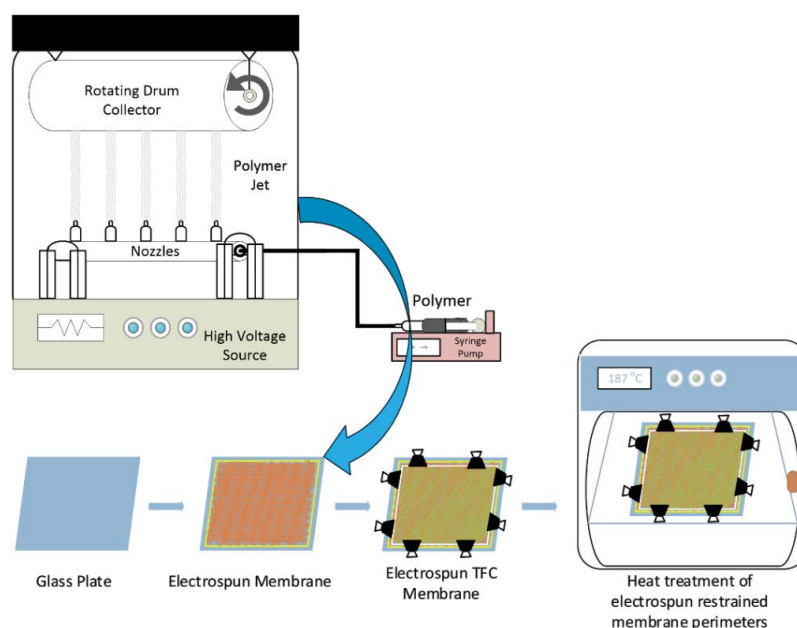 Rotating Drum
Collector
Polymer
Jet
Nozzles
Polymer
High Voltage
Source
Syringe
Pump
187 °C
Glass Plate
Electrospun Membrane
Electrospun TFC
Membrane
Heat treatment of
electrospun restrained
membrane perimeters